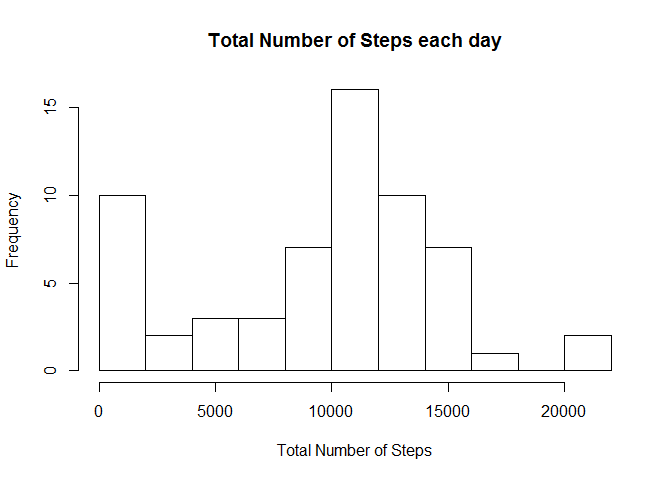 Total Number of Steps each day
Frequency
15
10
5
0
0 5000 10000 15000 20000
Total Number of Steps